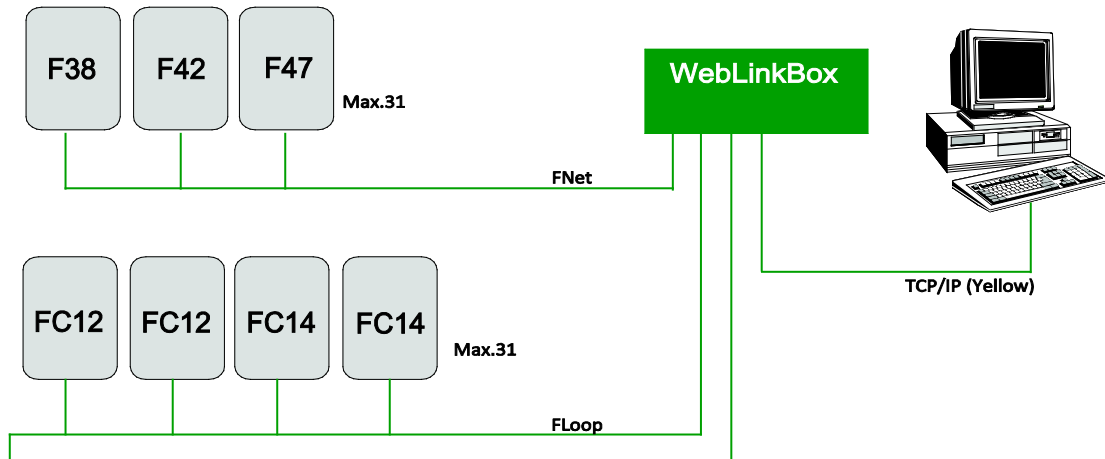 F38
F42
F47
Max.31
WebLinkBox
FNet
TCP/IP (Yellow)
FC12
FC12
FC14
FC14
Max.31
FLoop